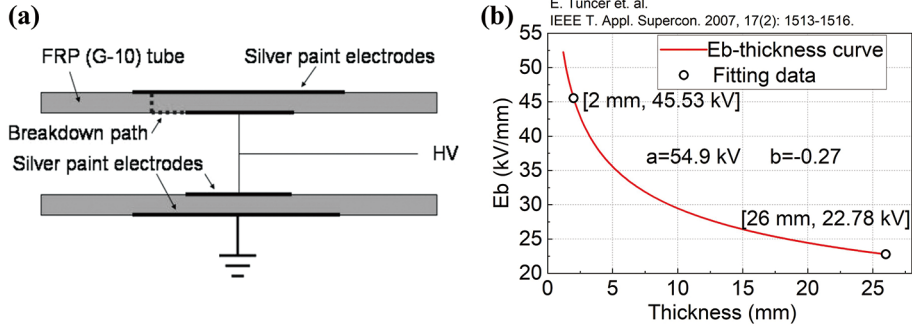 (a)
FRP (G-10) tube
Silver paint electrodes
Breakdown path
Silver paint electrodes
HV
(b)
E. Tuncer et. al.
IEEE T. Appl. Supercon. 2007, 17(2): 1513-1516.
Eb-thickness curve
Fitting data
[2 mm, 45.53 kV]
a=54.9 kV b=-0.27
[26 mm, 22.78 kV]
Eb (kV/mm)
55
50
45
40
35
30
25
20
0 5 10 15 20 25
Thickness (mm)